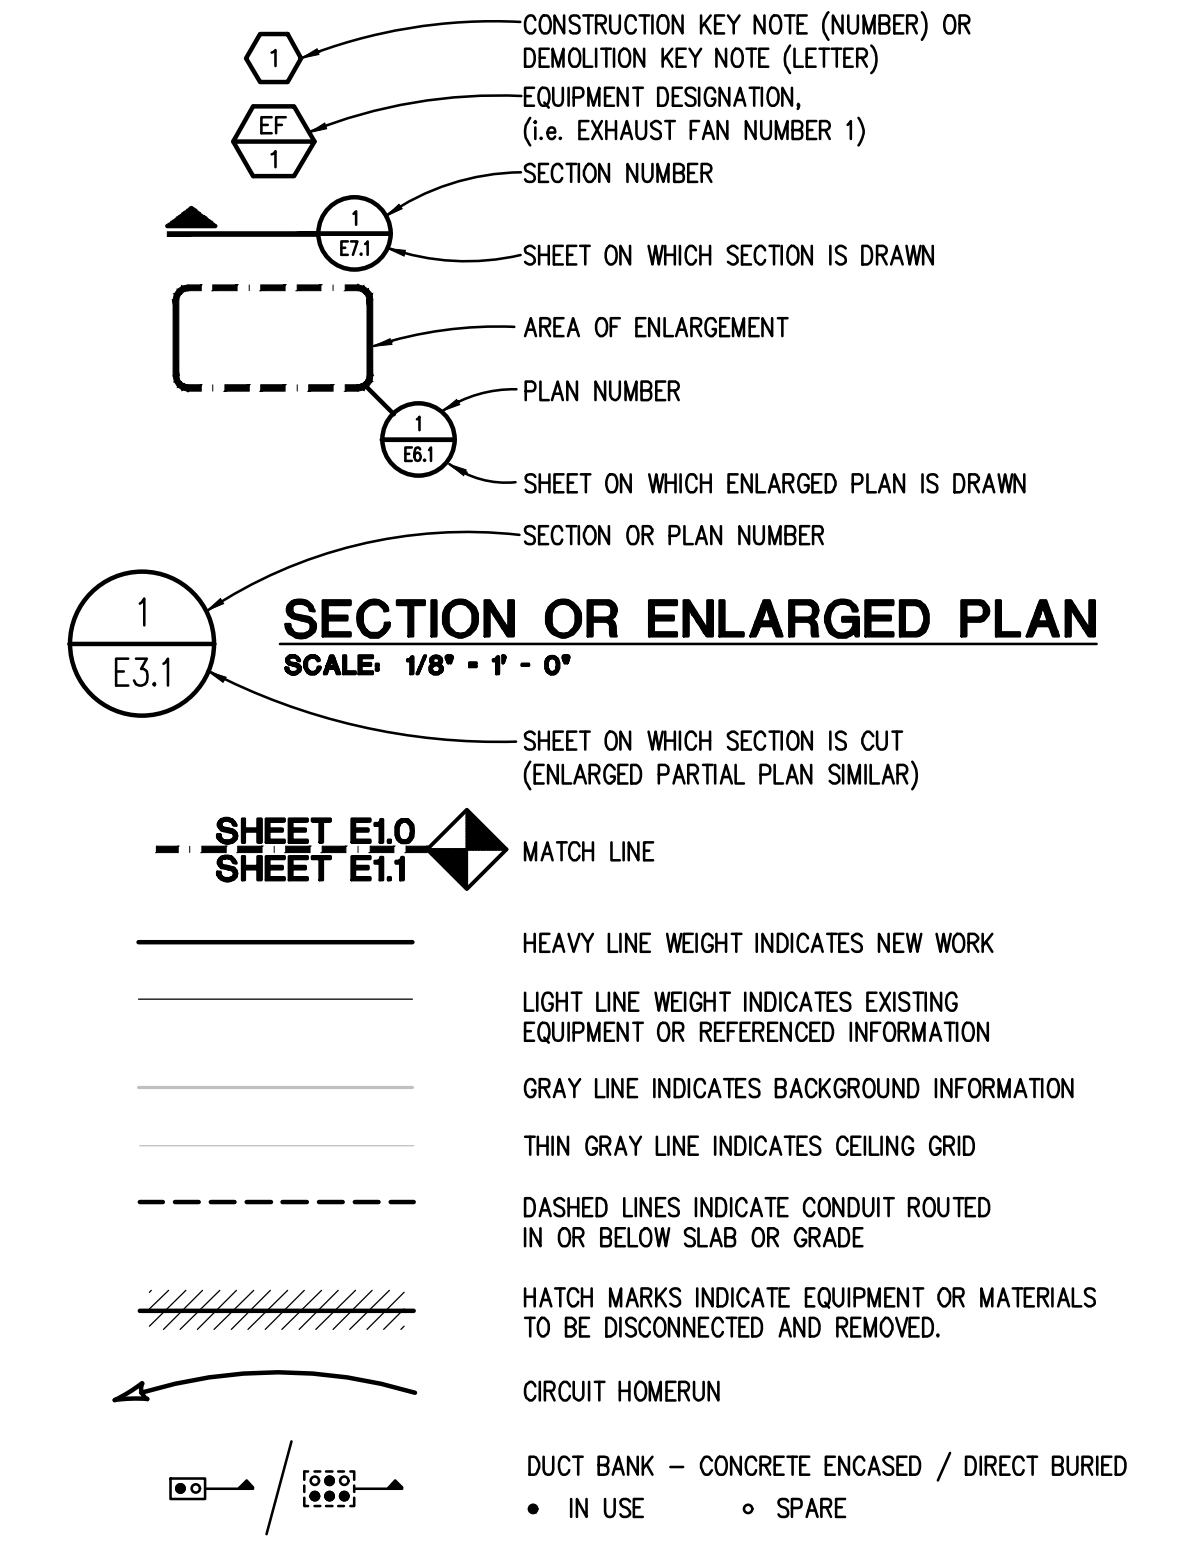 CONSTRUCTION KEY NOTE (NUMBER) OR
1
DEMOLITION KEY NOTE (LETTER)
EQUIPMENT DESIGNATION,
EF
(i.e. EXHAUST FAN NUMBER 1)
1
SECTION NUMBER
1
E7.1
SHEET ON WHICH SECTION IS DRAWN
AREA OF ENLARGEMENT
PLAN NUMBER
1
E6.1
SHEET ON WHICH ENLARGED PLAN IS DRAWN
SECTION OR PLAN NUMBER
1
E3.1
SECTION OR ENLARGED PLAN
SCALE: 1/8" - 1' - 0"
SHEET ON WHICH SECTION IS CUT
(ENLARGED PARTIAL PLAN SIMILAR)
SHEET E1.0
SHEET E1.1
MATCH LINE
HEAVY LINE WEIGHT INDICATES NEW WORK
LIGHT LINE WEIGHT INDICATES EXISTING
EQUIPMENT OR REFERENCED INFORMATION
GRAY LINE INDICATES BACKGROUND INFORMATION
THIN GRAY LINE INDICATES CEILING GRID
DASHED LINES INDICATE CONDUIT ROUTED
IN OR BELOW SLAB OR GRADE
HATCH MARKS INDICATE EQUIPMENT OR MATERIALS
TO BE DISCONNECTED AND REMOVED.
CIRCUIT HOMERUN
DUCT BANK – CONCRETE ENCASED / DIRECT BURIED
IN USE SPARE